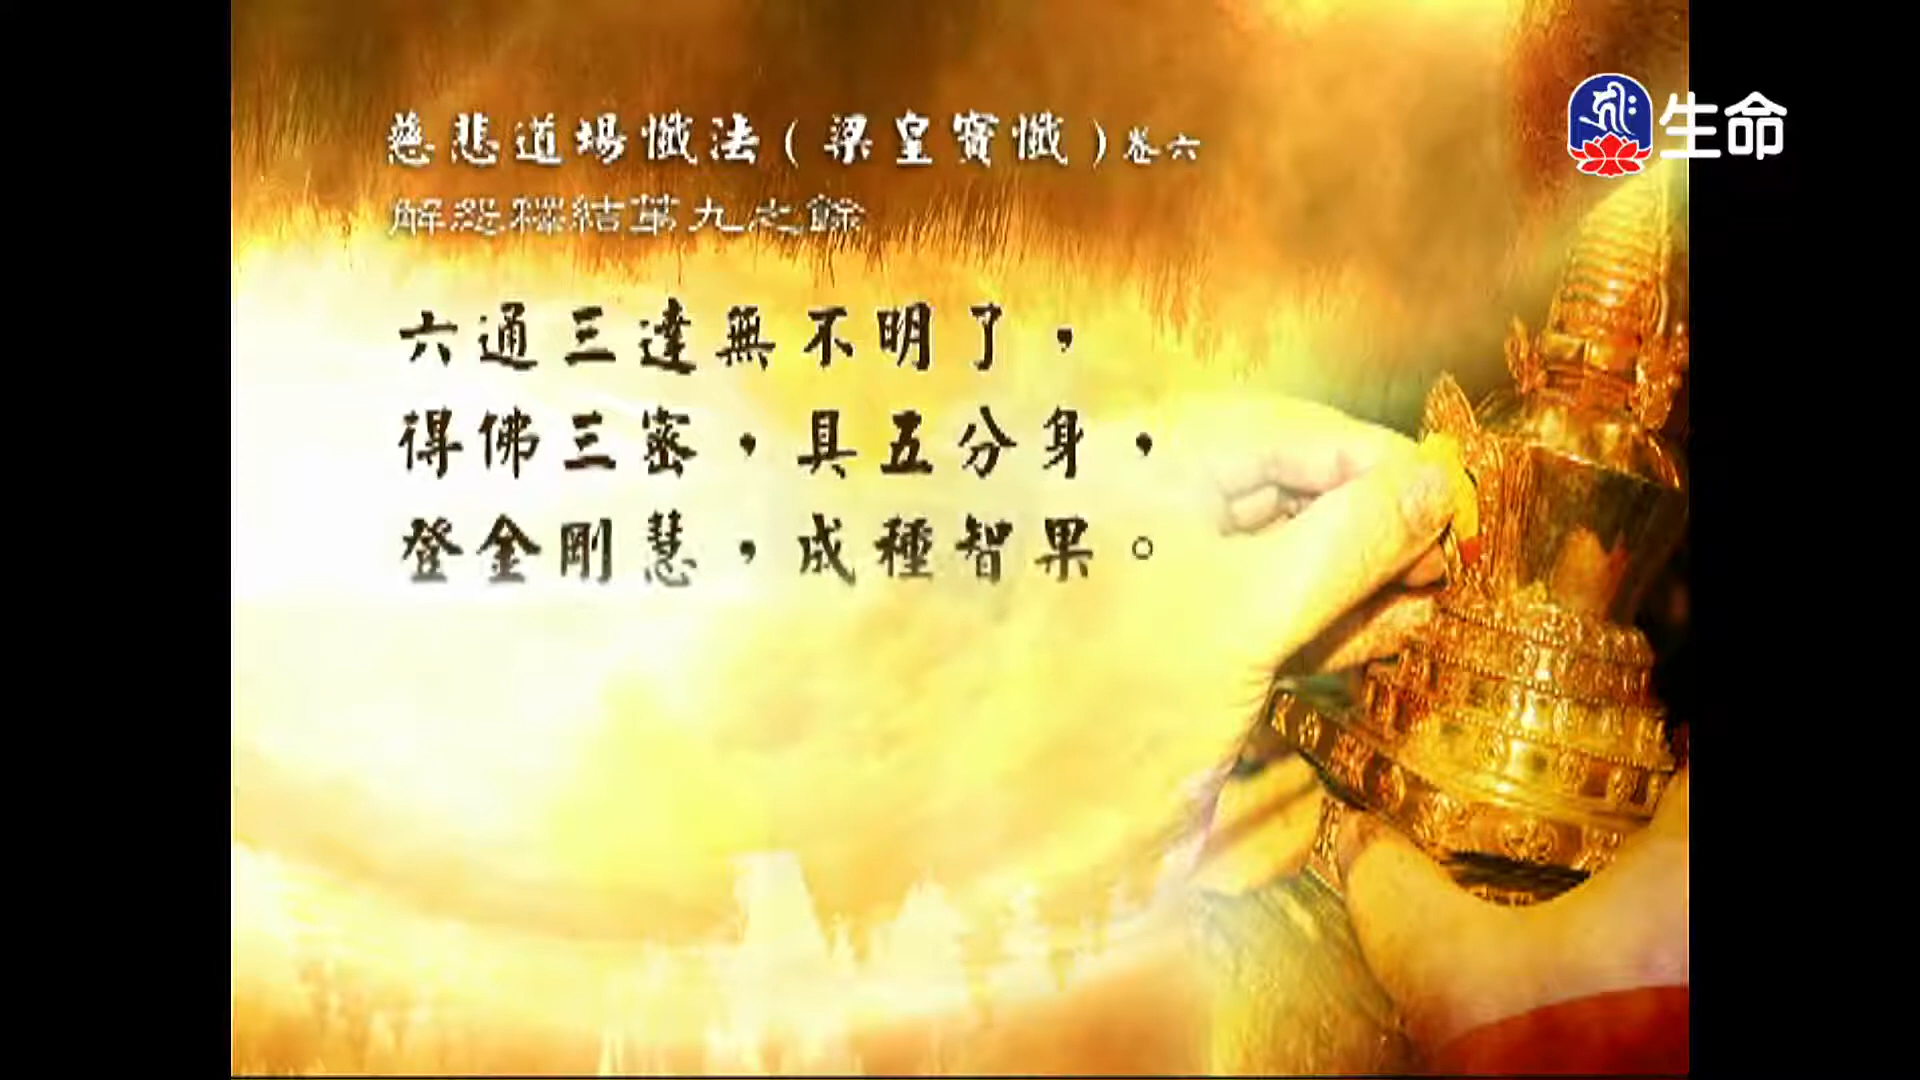 慈悲道場懺法（梁皇寶懺）卷六
生命
解冤釋結第九之餘
六通三達無不明了，
得佛三密，具五分身，
登金剛慧，成種智果。